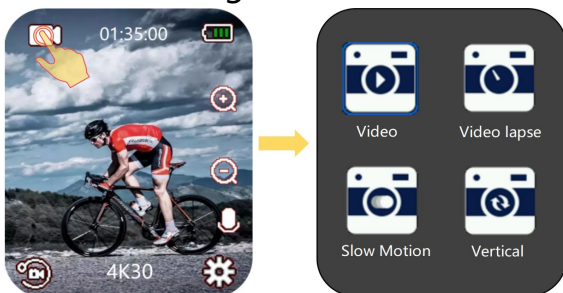 01:35:00
4K30
Video
Video lapse
Slow Motion
Vertical